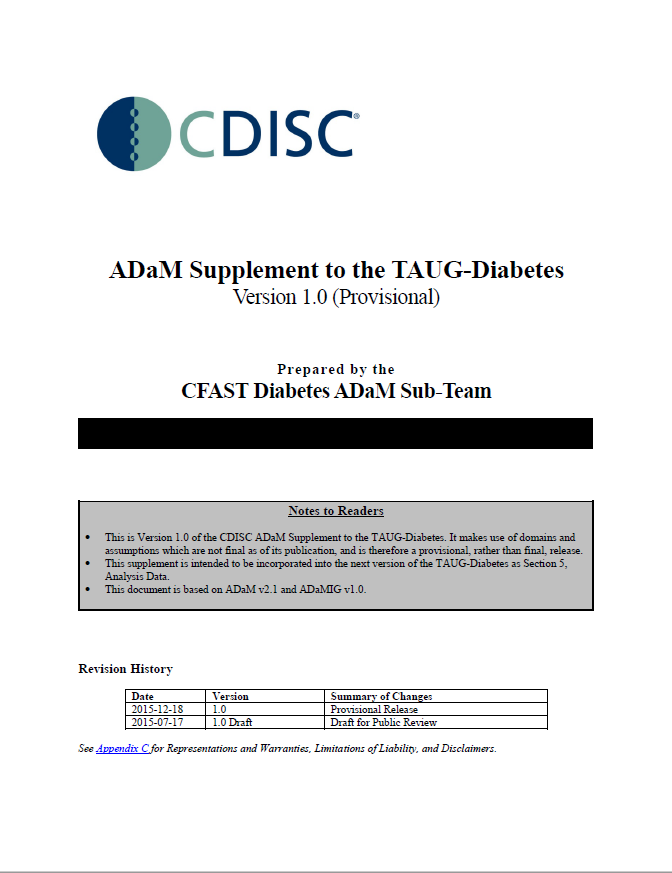 CDISC®
ADaM Supplement to the TAUG-Diabetes
Version 1.0 (Provisional)
Prepared by the
CFAST Diabetes ADaM Sub-Team
Notes to Readers
• This is Version 1.0 of the CDISC ADaM Supplement to the TAUG-Diabetes. It makes use of domains and
assumptions which are not final as of its publication, and is therefore a provisional, rather than final, release.
• This supplement is intended to be incorporated into the next version of the TAUG-Diabetes as Section 5,
Analysis Data.
• This document is based on ADaM v2.1 and ADaMIG v1.0.
Revision History
Date Version Summary of Changes
2015-12-18 1.0 Provisional Release
2015-07-17 1.0 Draft Draft for Public Review
See Appendix C for Representations and Warranties, Limitations of Liability, and Disclaimers.